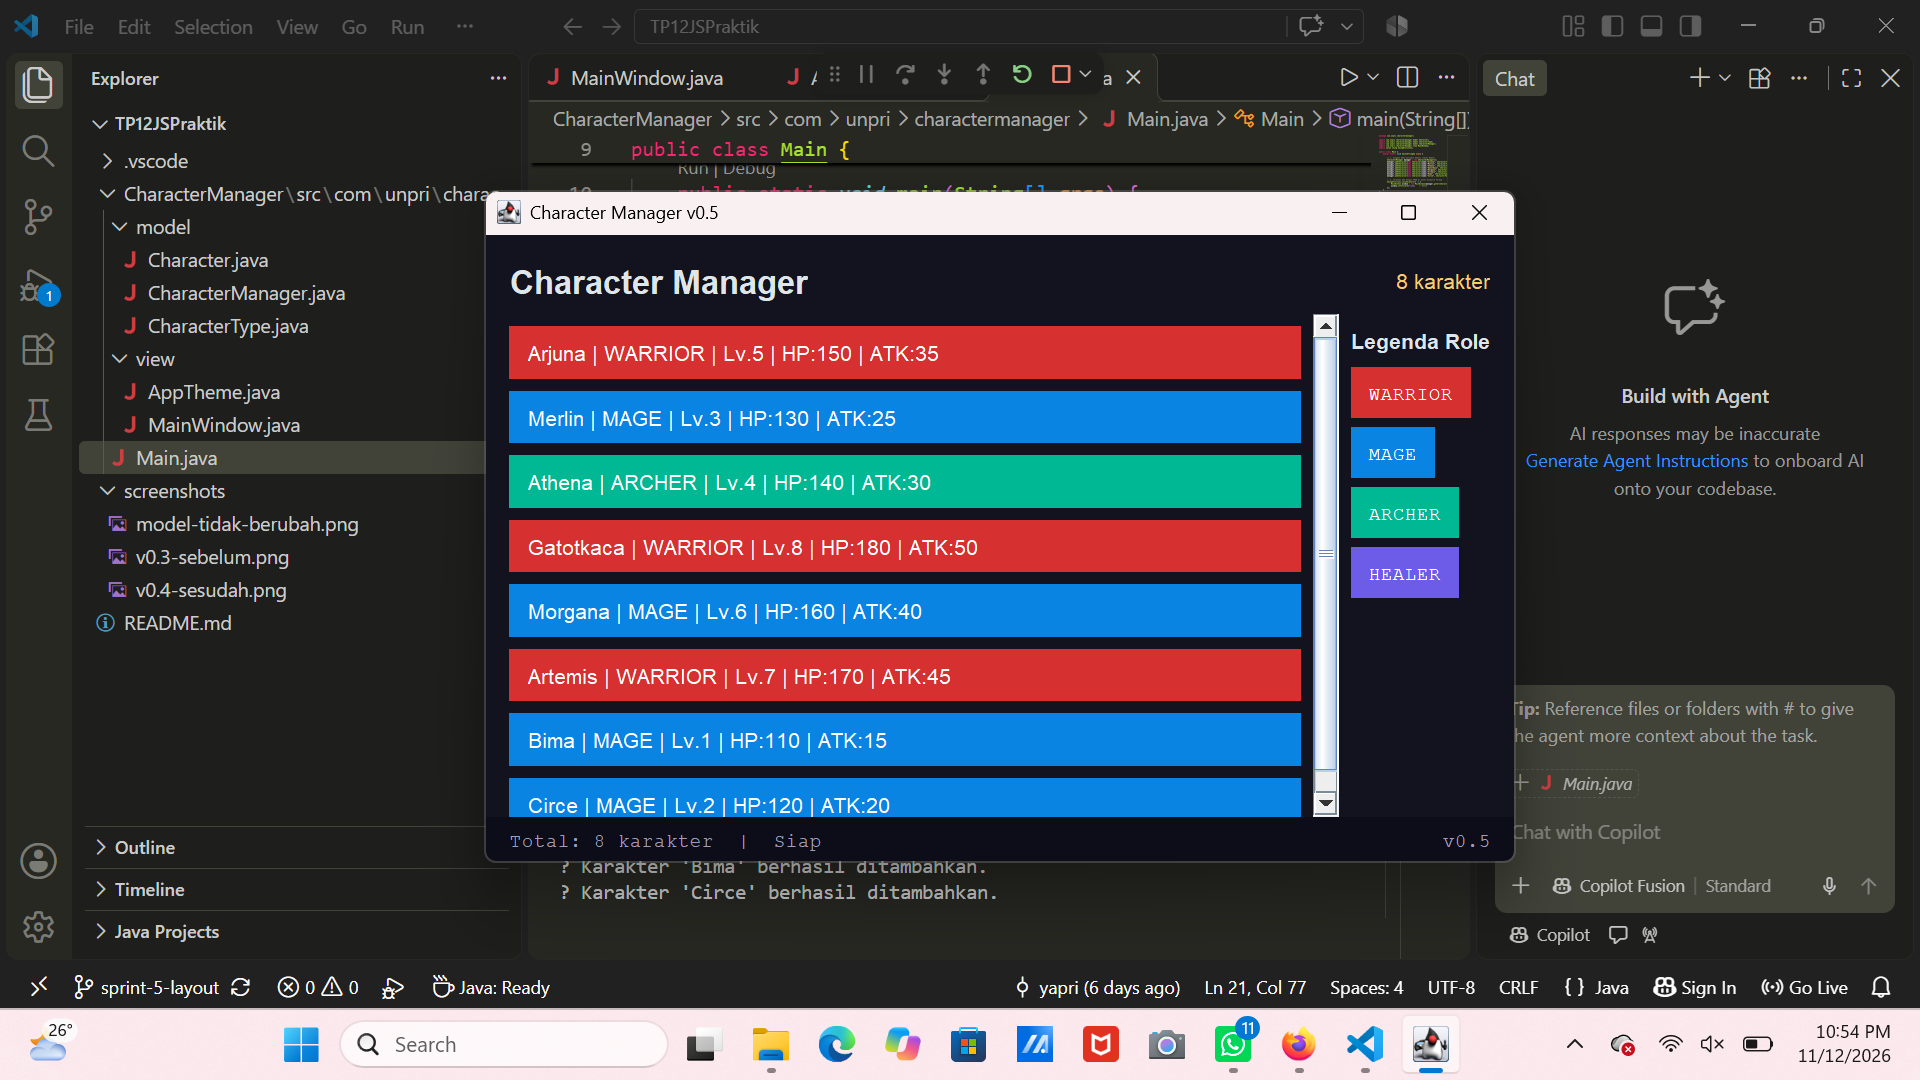 File Edit Selection View Go Run ···
TP12JSPraktik
Explorer
TP12JSPraktik
.vscode
CharacterManager\src\com\unpri\charac
model
Character.java
CharacterManager.java
CharacterType.java
view
AppTheme.java
MainWindow.java
Main.java
screenshots
model-tidak-berubah.png
v0.3-sebelum.png
v0.4-sesudah.png
README.md
Outline
Timeline
Java Projects
1
MainWindow.java
CharacterManager > src > com > unpri > charactermanager > Main.java > Main > main(String[])
9 public class Main {
Run | Debug
public static void main(String[] args) {
Character Manager v0.5
Character Manager
8 karakter
Arjuna | WARRIOR | Lv.5 | HP:150 | ATK:35
Merlin | MAGE | Lv.3 | HP:130 | ATK:25
Athena | ARCHER | Lv.4 | HP:140 | ATK:30
Gatotkaca | WARRIOR | Lv.8 | HP:180 | ATK:50
Morgana | MAGE | Lv.6 | HP:160 | ATK:40
Artemis | WARRIOR | Lv.7 | HP:170 | ATK:45
Bima | MAGE | Lv.1 | HP:110 | ATK:15
Circe | MAGE | Lv.2 | HP:120 | ATK:20
Legenda Role
WARRIOR
MAGE
ARCHER
HEALER
Total: 8 karakter | Siap
v0.5
? Karakter 'Bima' berhasil ditambahkan.
? Karakter 'Circe' berhasil ditambahkan.
Chat
Build with Agent
AI responses may be inaccurate
Generate Agent Instructions to onboard AI
onto your codebase.
Tip: Reference files or folders with # to give
the agent more context about the task.
Main.java
Chat with Copilot
Copilot Fusion | Standard
Copilot
sprint-5-layout 0 0 Java: Ready
yapri (6 days ago) Ln 21, Col 77 Spaces: 4 UTF-8 CRLF {} Java Sign In Go Live
26°
Search
11
10:54 PM
11/12/2026